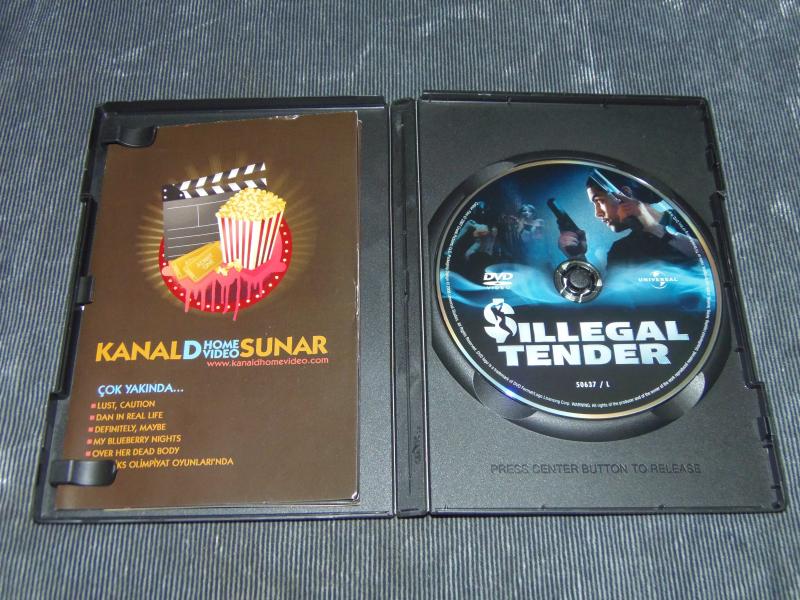 KANALD HOME VIDEO SUNAR
www.kanaldhomevideo.com
ÇOK YAKINDA...
LUST, CAUTION
DAN IN REAL LIFE
DEFINITELY, MAYBE
MY BLUEBERRY NIGHTS
OVER HER DEAD BODY
KS OLİMPİYAT OYUNLARI'NDA
DVD
VIDEO
UNIVERSAL
$ILLEGAL
TENDER
50637 / L
PRESS CENTER BUTTON TO RELEASE